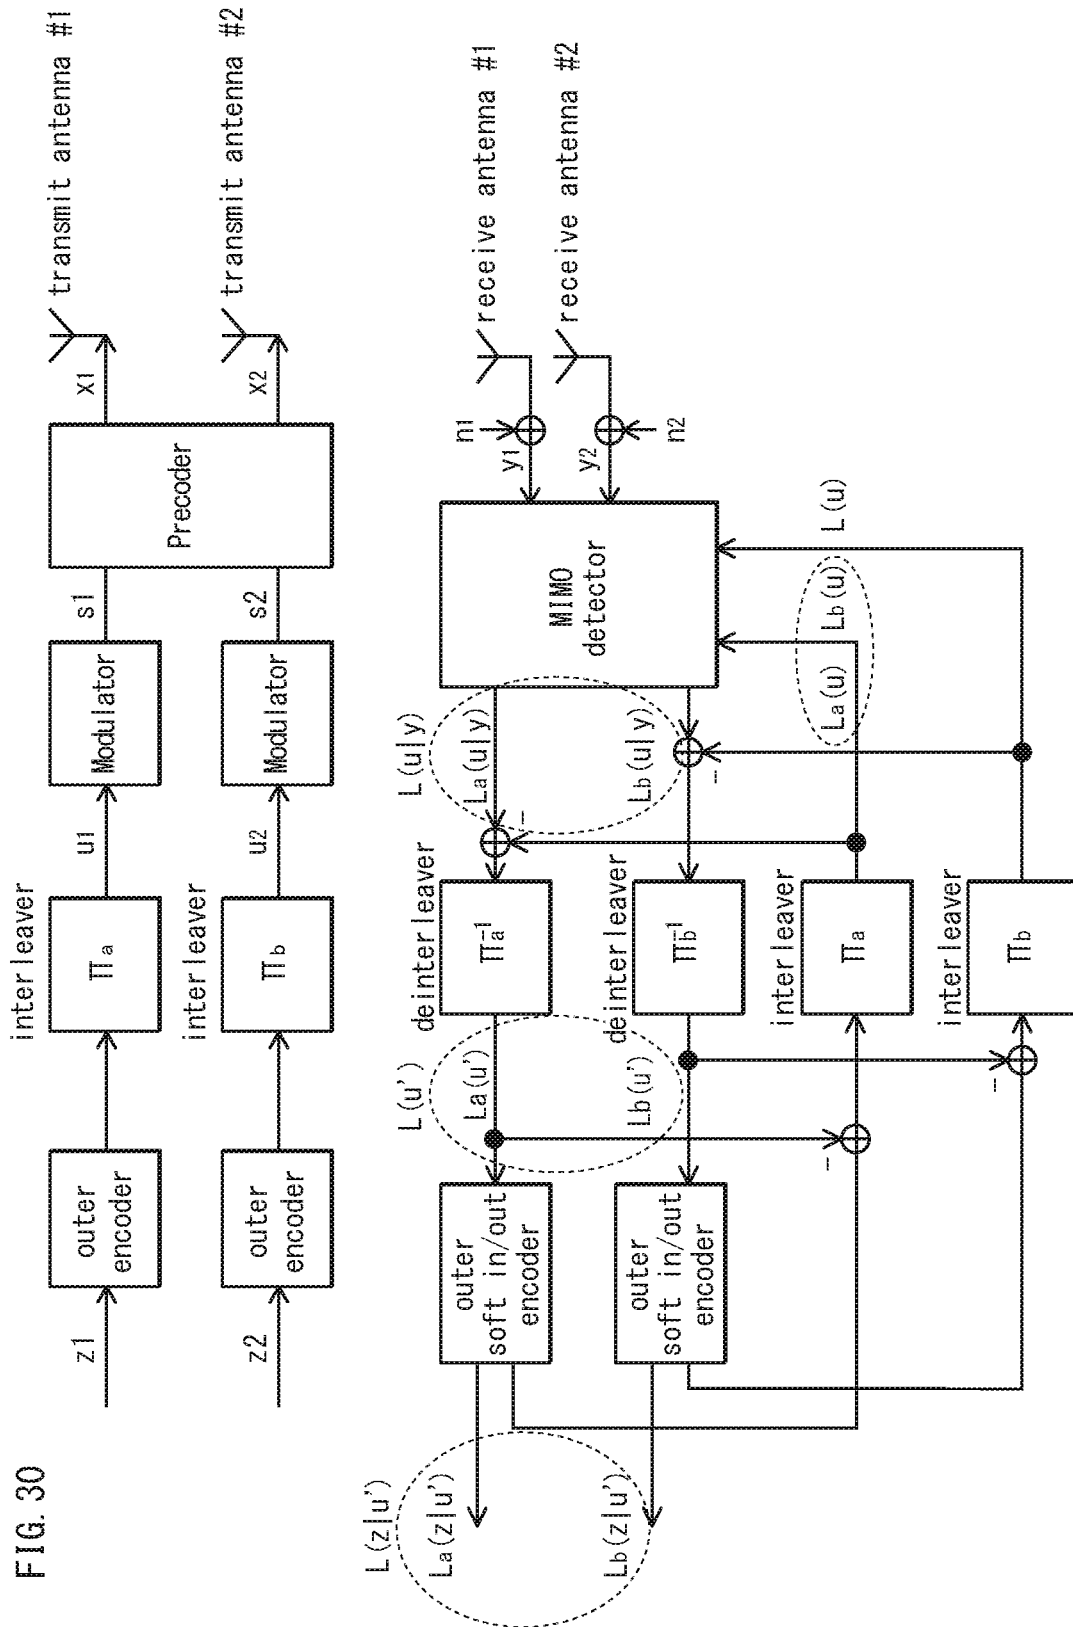 FIG. 30
z1
outer
encoder
interleaver
Πa
u1
Modulator
s1
Precoder
x1
transmit antenna #1
z2
outer
encoder
interleaver
Πb
u2
Modulator
s2
x2
transmit antenna #2
L(z|u')
La(z|u')
Lb(z|u')
outer
soft in/out
encoder
outer
soft in/out
encoder
L(u')
La(u')
Lb(u')
deinterleaver
Πa-1
deinterleaver
Πb-1
interleaver
Πa
interleaver
Πb
-
-
-
-
L(u|y)
La(u|y)
Lb(u|y)
La(u) Lb(u)
L(u)
MIMO
detector
y1
n1
receive antenna #1
y2
n2
receive antenna #2